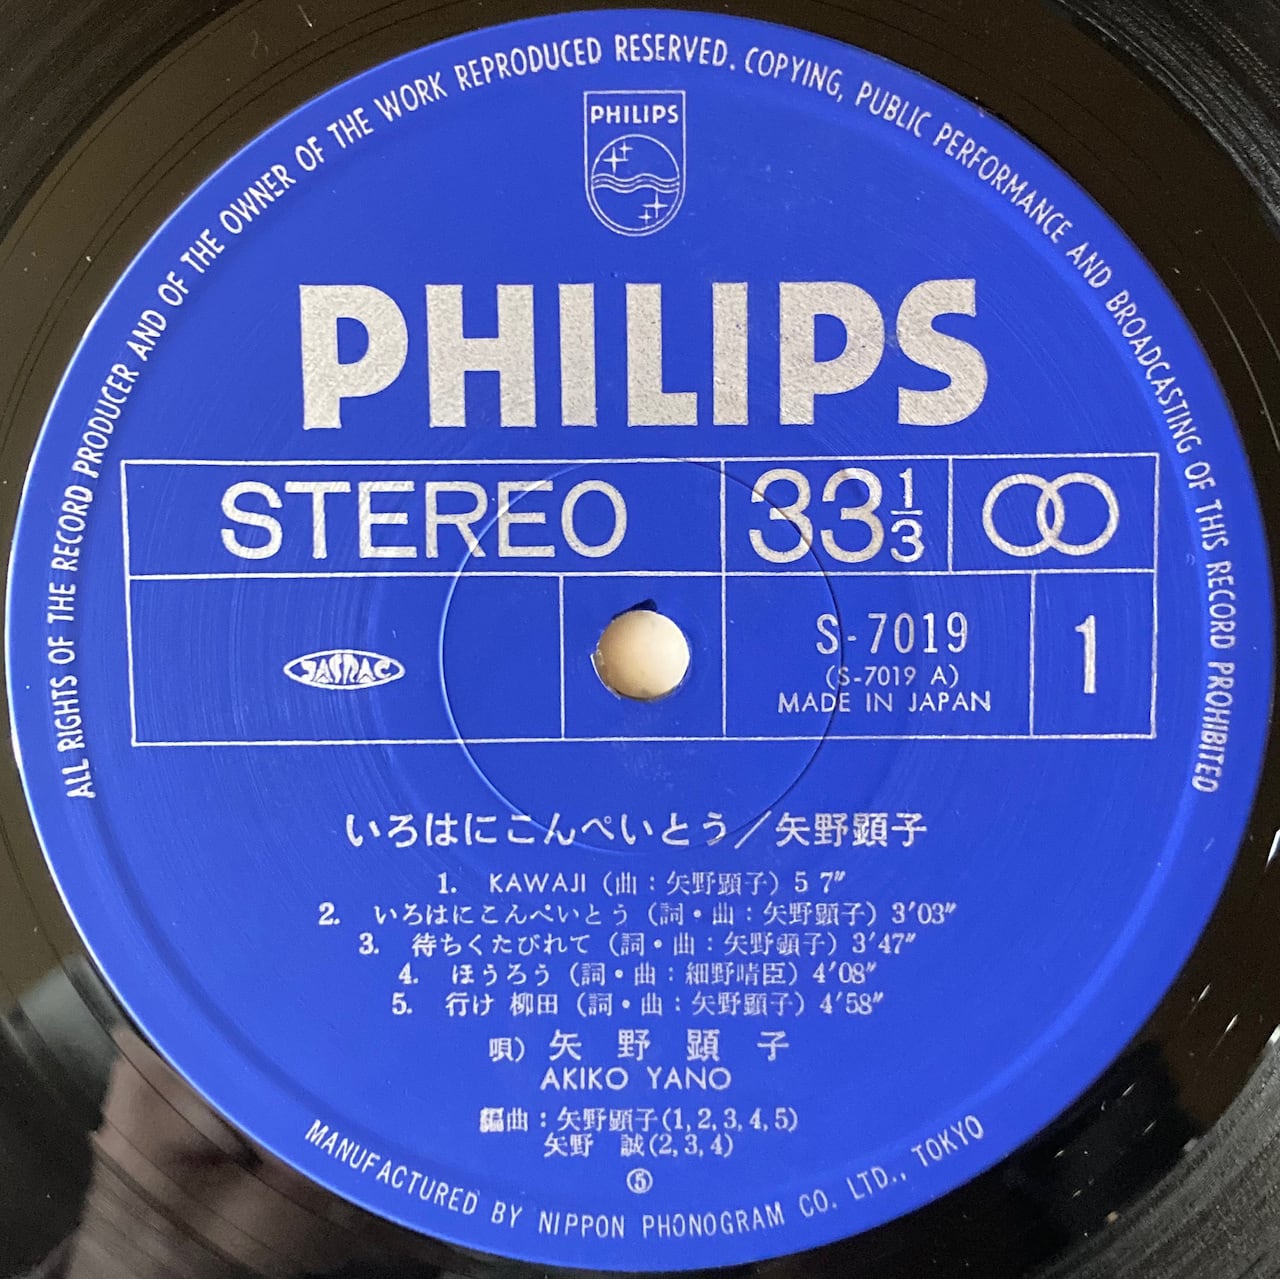 ALL RIGHTS OF THE RECORD PRODUCER AND OF THE OWNER OF THE WORK REPRODUCED RESERVED. COPYING, PUBLIC PERFORMANCE AND BROADCASTING OF THIS RECORD PROHIBITED
PHILIPS
PHILIPS
STEREO 33 1/3
JASRAC S-7019 1
(S-7019 A)
MADE IN JAPAN
いろはにこんぺいとう/矢野顕子
1. KAWAJI (曲:矢野顕子) 5 7″
2. いろはにこんぺいとう (詞・曲:矢野顕子) 3′03″
3. 待ちくたびれて (詞・曲:矢野顕子) 3′47″
4. ほうろう (詞・曲:細野晴臣) 4′08″
5. 行け 柳田 (詞・曲:矢野顕子) 4′58″
唄) 矢野顕子
AKIKO YANO
編曲:矢野顕子(1,2,3,4,5)
矢野 誠(2,3,4)
⑤
MANUFACTURED BY NIPPON PHONOGRAM CO. LTD., TOKYO